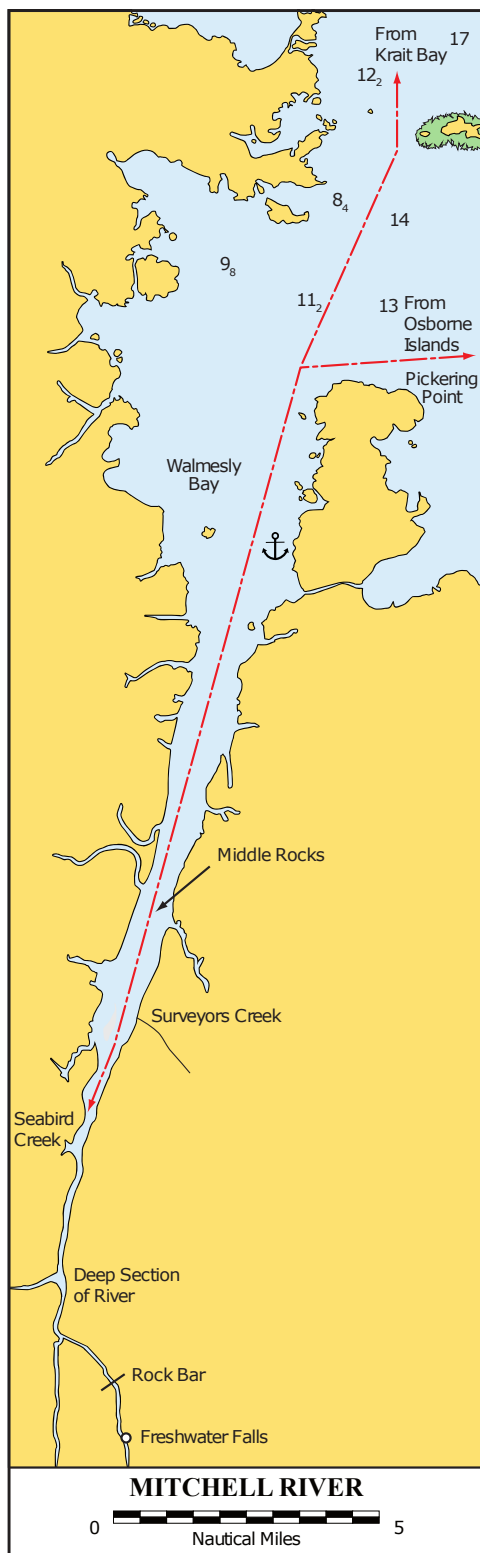 From
Krait Bay
17
12₂
8₄
14
9₈
11₂
13
From
Osborne
Islands
Pickering
Point
Walmesly
Bay
Middle Rocks
Surveyors Creek
Seabird
Creek
Deep Section
of River
Rock Bar
Freshwater Falls
MITCHELL RIVER
0
5
Nautical Miles